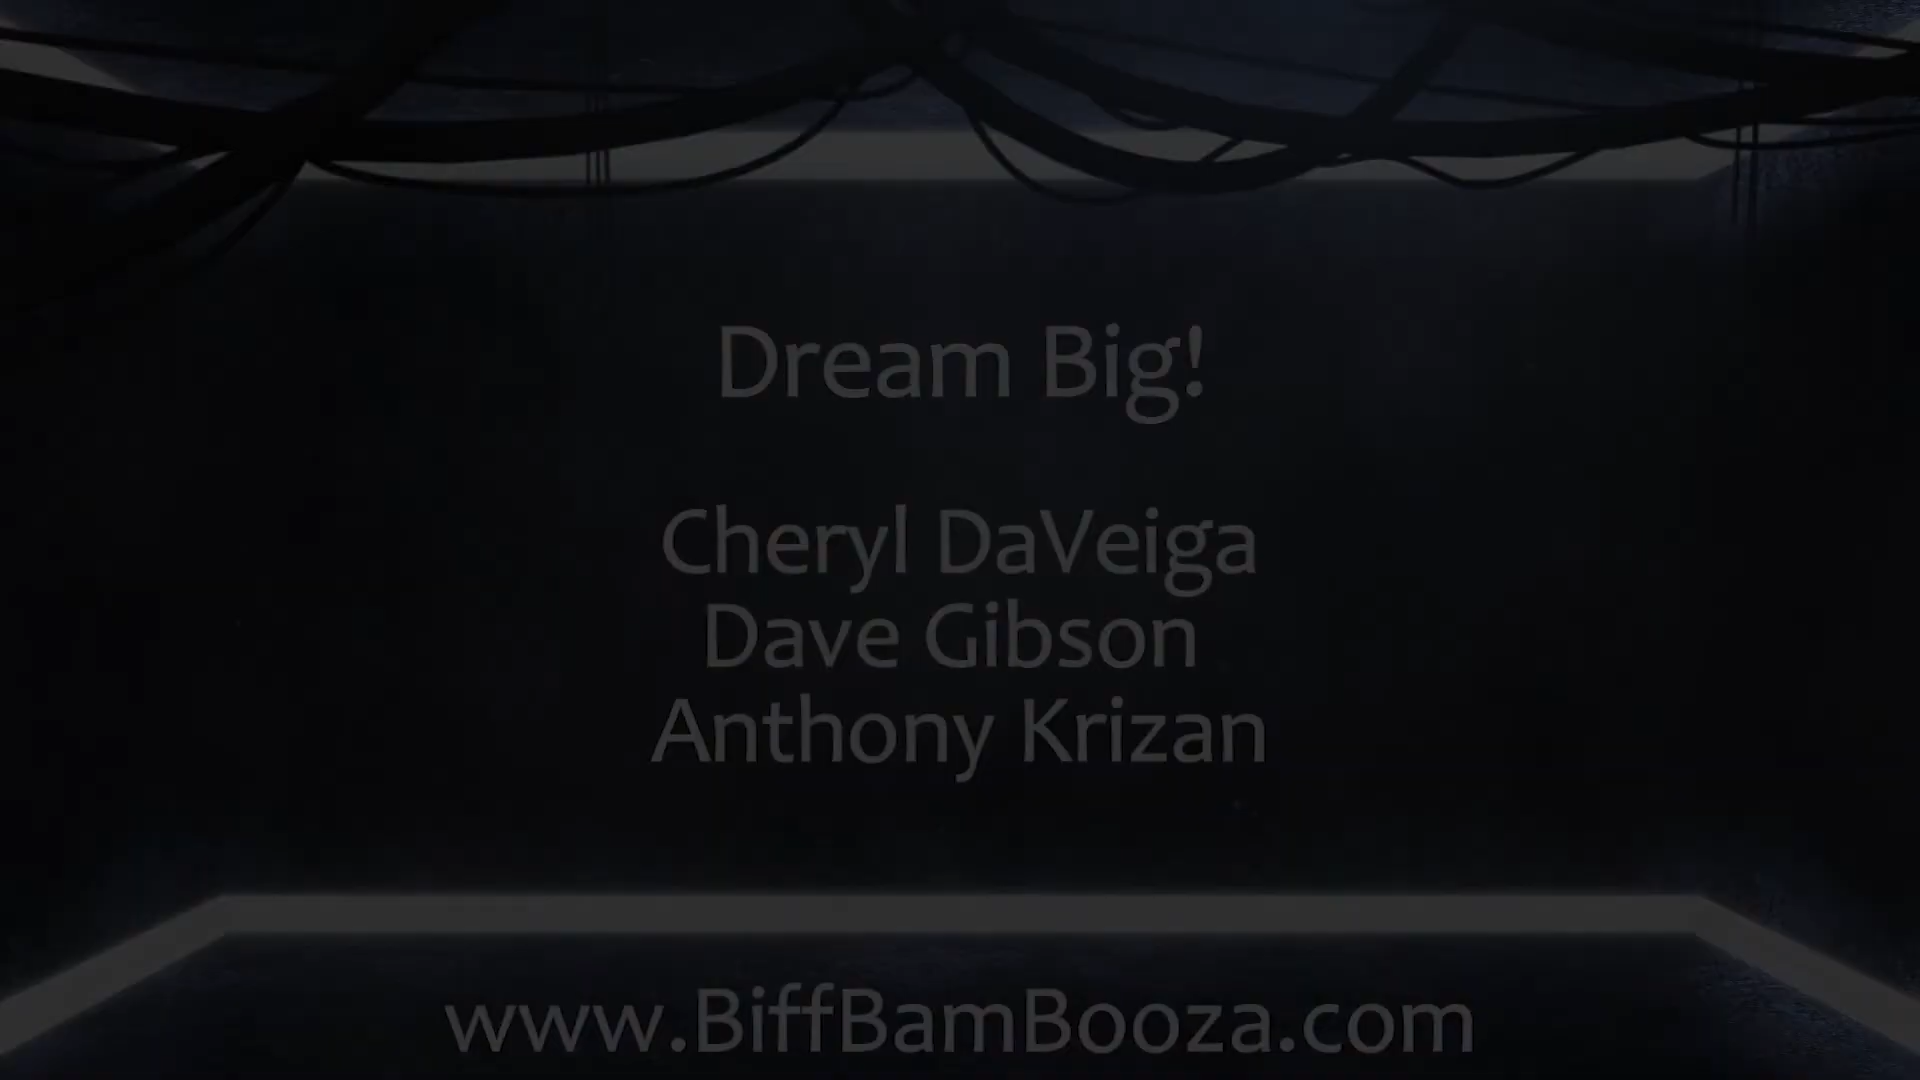 Dream Big!
Cheryl DaVeiga
Dave Gibson
Anthony Krizan
www.BiffBamBooza.com